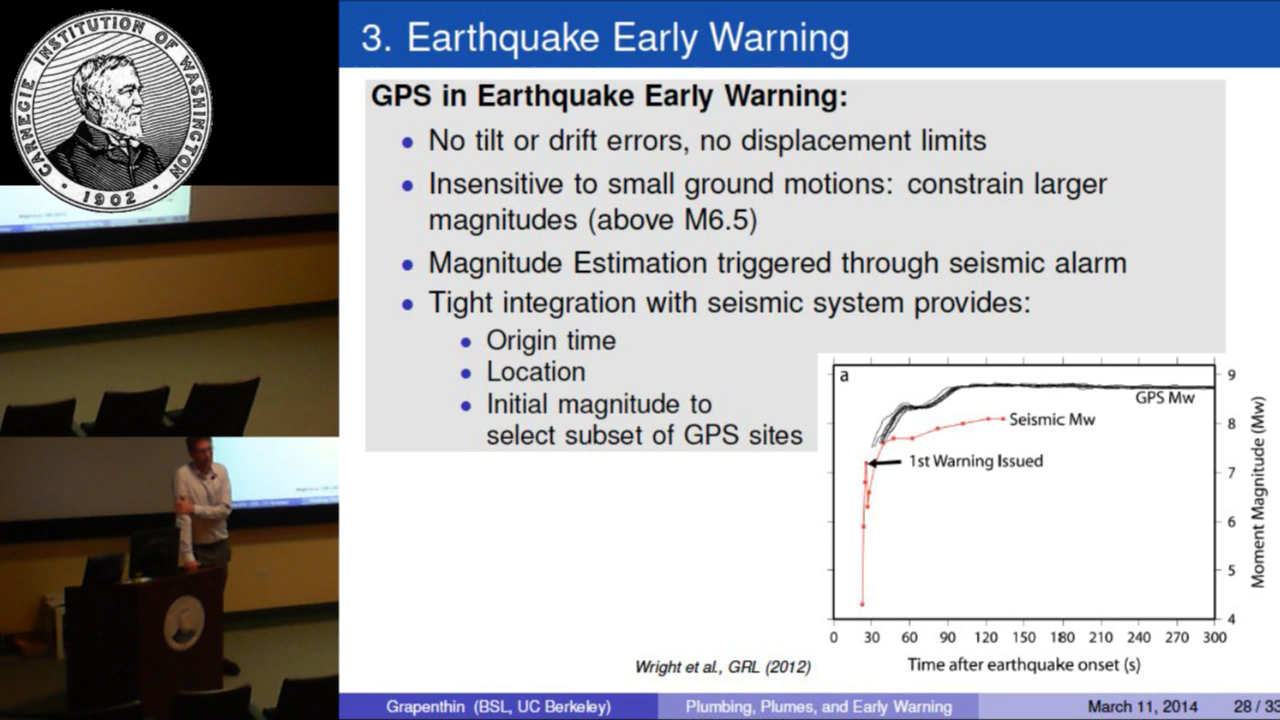 CARNEGIE INSTITUTION OF WASHINGTON
1902
3. Earthquake Early Warning
GPS in Earthquake Early Warning:
• No tilt or drift errors, no displacement limits
• Insensitive to small ground motions: constrain larger
magnitudes (above M6.5)
• Magnitude Estimation triggered through seismic alarm
• Tight integration with seismic system provides:
• Origin time
• Location
• Initial magnitude to
select subset of GPS sites
a
GPS Mw
Seismic Mw
1st Warning Issued
9
8
7
6
5
4
Moment Magnitude (Mw)
0 30 60 90 120 150 180 210 240 270 300
Time after earthquake onset (s)
Wright et al., GRL (2012)
Grapenthin (BSL, UC Berkeley) Plumbing, Plumes, and Early Warning March 11, 2014 28 / 33